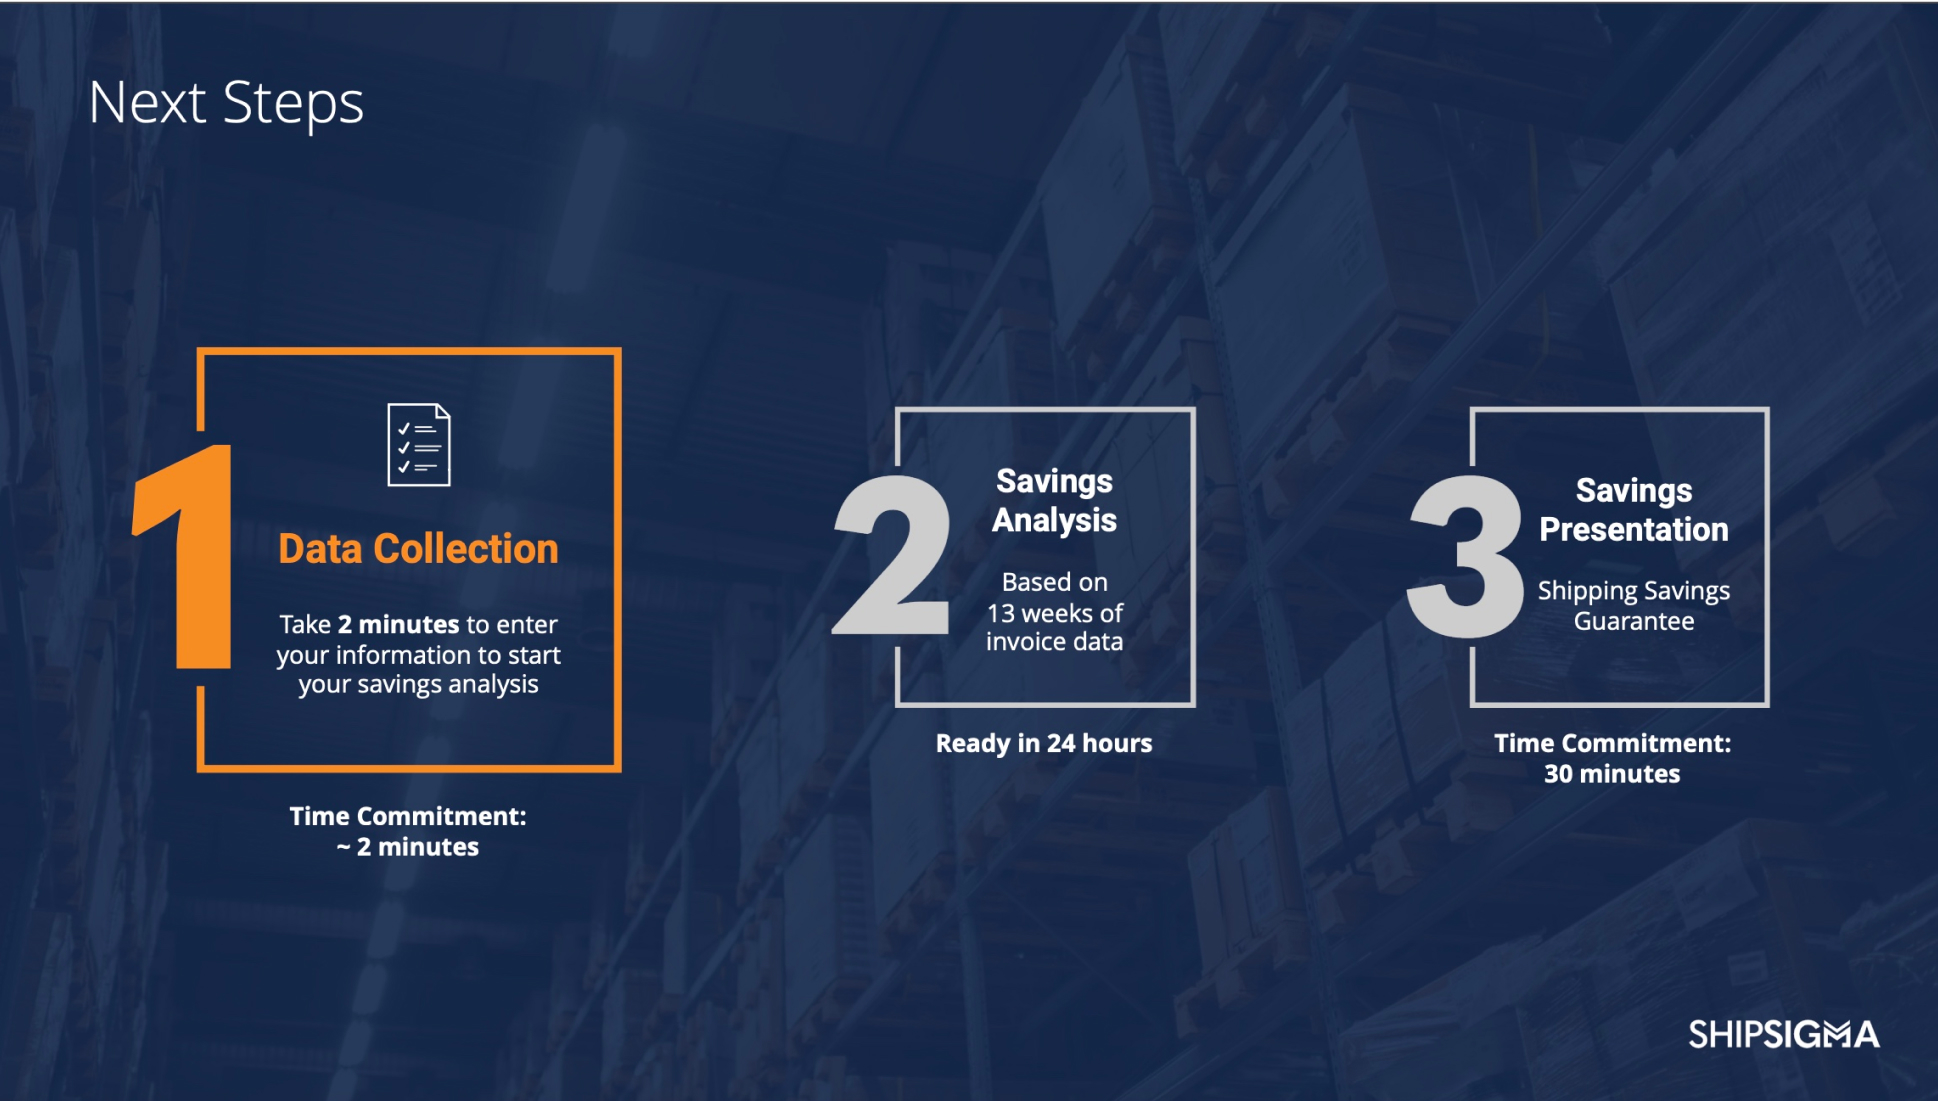 Next Steps
1
Data Collection
Take 2 minutes to enter
your information to start
your savings analysis
Time Commitment:
~ 2 minutes
2
Savings
Analysis
Based on
13 weeks of
invoice data
Ready in 24 hours
3
Savings
Presentation
Shipping Savings
Guarantee
Time Commitment:
30 minutes
SHIPSIGMA